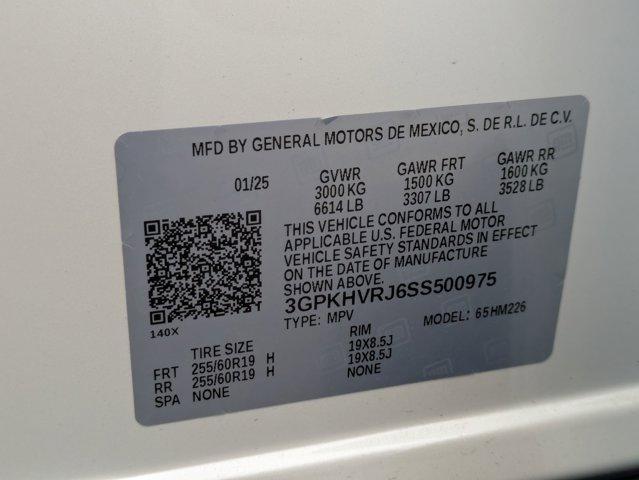 MFD BY GENERAL MOTORS DE MEXICO, S. DE R.L. DE C.V.
01/25 GVWR GAWR FRT GAWR RR
3000 KG 1500 KG 1600 KG
6614 LB 3307 LB 3528 LB
THIS VEHICLE CONFORMS TO ALL
APPLICABLE U.S. FEDERAL MOTOR
VEHICLE SAFETY STANDARDS IN EFFECT
ON THE DATE OF MANUFACTURE
SHOWN ABOVE.
3GPKHVRJ6SS500975
140X
TYPE: MPV MODEL: 65HM226
TIRE SIZE RIM
FRT 255/60R19 H 19X8.5J
RR 255/60R19 H 19X8.5J
SPA NONE NONE